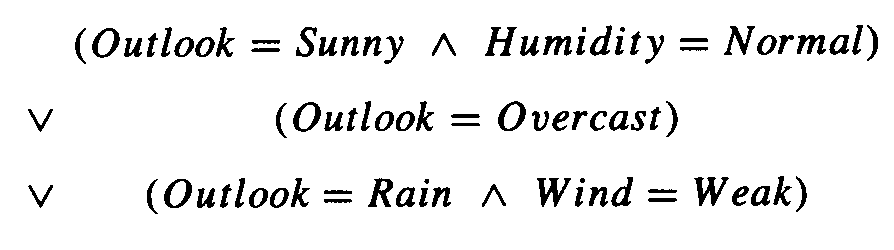 (Outlook = Sunny ∧ Humidity = Normal)
∨ (Outlook = Overcast)
∨ (Outlook = Rain ∧ Wind = Weak)